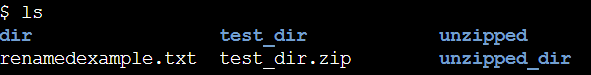 $ ls
dir test_dir unzipped
renamedexample.txt test_dir.zip unzipped_dir